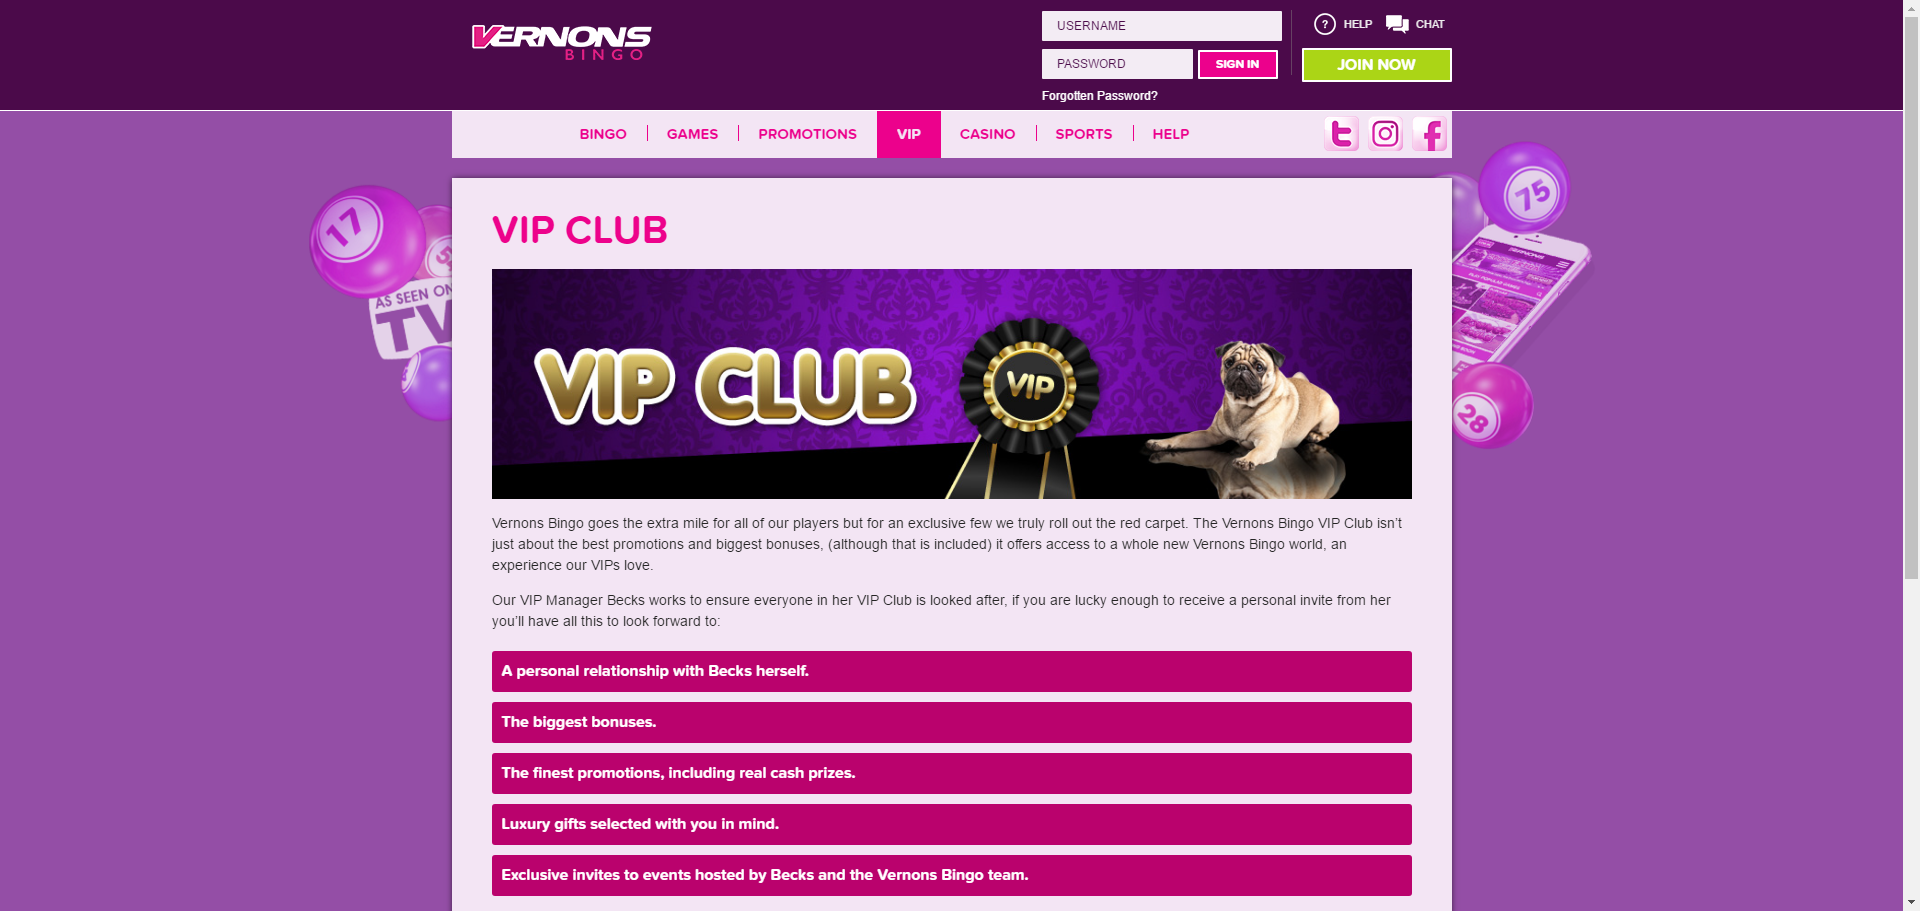 VERNONS
BINGO
USERNAME
PASSWORD
SIGN IN
Forgotten Password?
? HELP
CHAT
JOIN NOW
BINGO
GAMES
PROMOTIONS
VIP
CASINO
SPORTS
HELP
17
AS SEEN ON
TV
75
28
VIP CLUB
VIP CLUB
VIP
Vernons Bingo goes the extra mile for all of our players but for an exclusive few we truly roll out the red carpet. The Vernons Bingo VIP Club isn’t
just about the best promotions and biggest bonuses, (although that is included) it offers access to a whole new Vernons Bingo world, an
experience our VIPs love.
Our VIP Manager Becks works to ensure everyone in her VIP Club is looked after, if you are lucky enough to receive a personal invite from her
you’ll have all this to look forward to:
A personal relationship with Becks herself.
The biggest bonuses.
The finest promotions, including real cash prizes.
Luxury gifts selected with you in mind.
Exclusive invites to events hosted by Becks and the Vernons Bingo team.